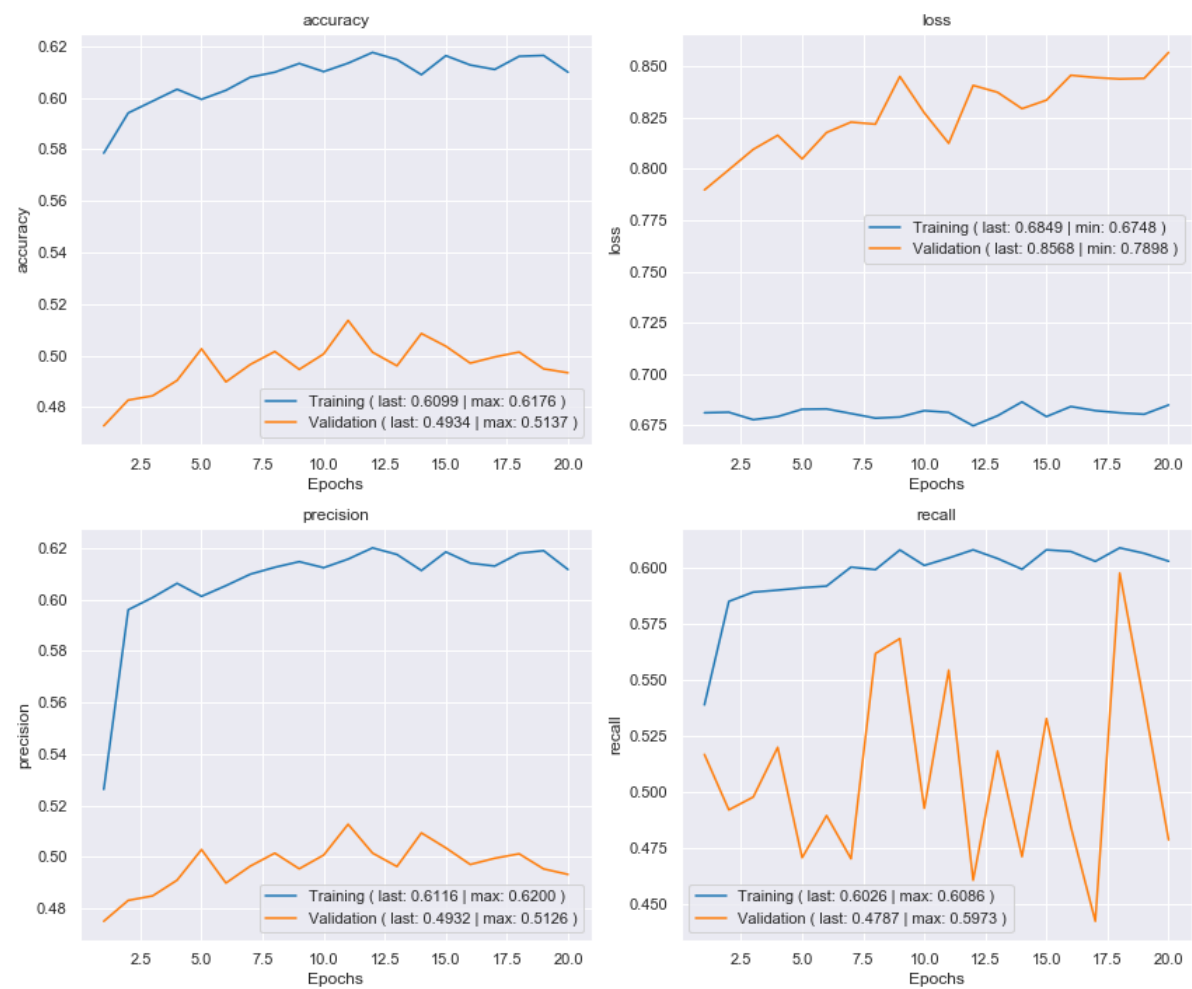 accuracy
0.62
0.60
0.58
0.56
0.54
0.52
0.50
0.48
accuracy
Training ( last: 0.6099 | max: 0.6176 )
Validation ( last: 0.4934 | max: 0.5137 )
2.5 5.0 7.5 10.0 12.5 15.0 17.5 20.0
Epochs
loss
0.850
0.825
0.800
0.775
0.750
0.725
0.700
0.675
loss
Training ( last: 0.6849 | min: 0.6748 )
Validation ( last: 0.8568 | min: 0.7898 )
2.5 5.0 7.5 10.0 12.5 15.0 17.5 20.0
Epochs
precision
0.62
0.60
0.58
0.56
0.54
0.52
0.50
0.48
precision
Training ( last: 0.6116 | max: 0.6200 )
Validation ( last: 0.4932 | max: 0.5126 )
2.5 5.0 7.5 10.0 12.5 15.0 17.5 20.0
Epochs
recall
0.600
0.575
0.550
0.525
0.500
0.475
0.450
recall
Training ( last: 0.6026 | max: 0.6086 )
Validation ( last: 0.4787 | max: 0.5973 )
2.5 5.0 7.5 10.0 12.5 15.0 17.5 20.0
Epochs